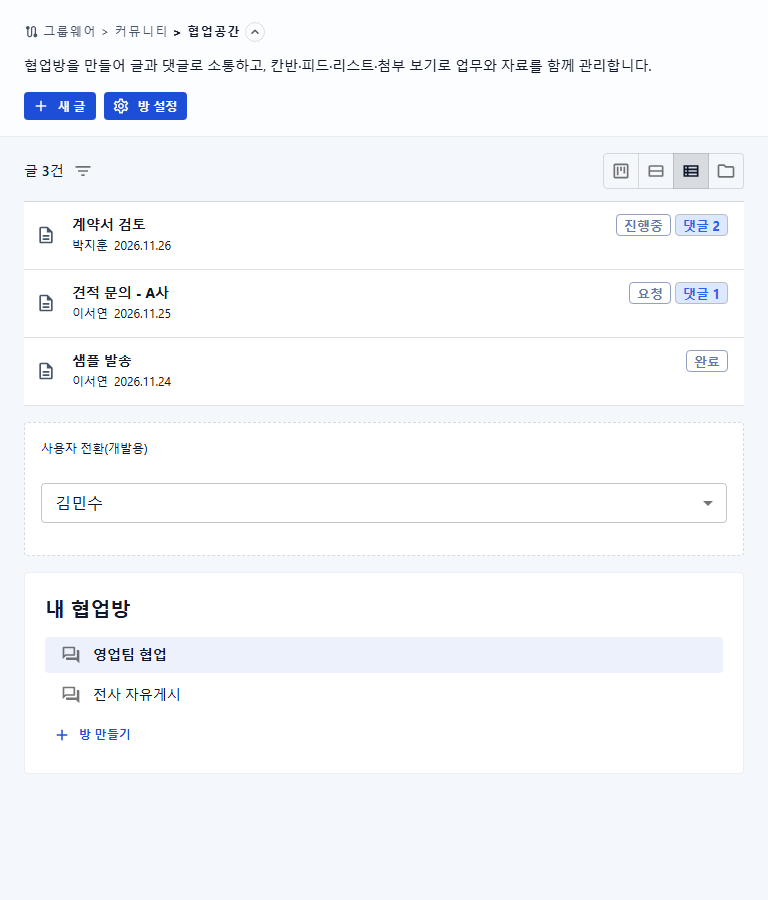 그룹웨어 > 커뮤니티 > 협업공간
협업방을 만들어 글과 댓글로 소통하고, 칸반·피드·리스트·첨부 보기로 업무와 자료를 함께 관리합니다.
새 글 방 설정
글 3건
계약서 검토 진행중 댓글 2
박지훈 2026.11.26
견적 문의 - A사 요청 댓글 1
이서연 2026.11.25
샘플 발송 완료
이서연 2026.11.24
사용자 전환(개발용)
김민수
내 협업방
영업팀 협업
전사 자유게시
방 만들기